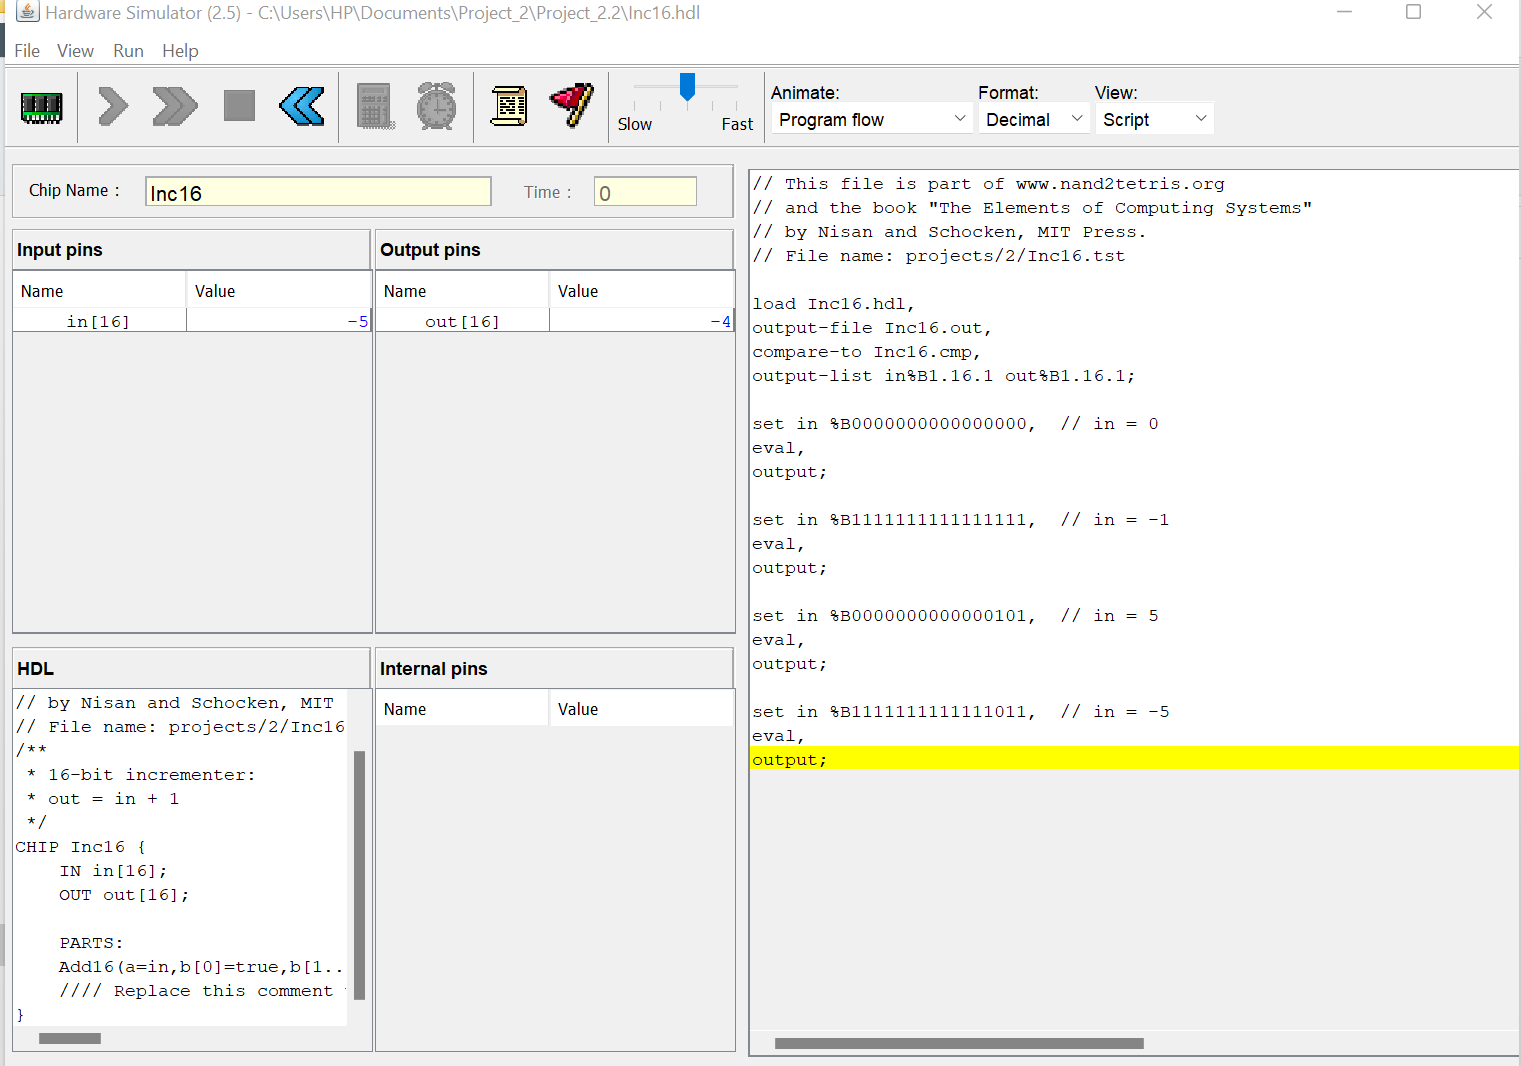 Hardware Simulator (2.5) - C:\Users\HP\Documents\Project_2\Project_2.2\Inc16.hdl
File View Run Help
Slow Fast
Animate: Format: View:
Program flow Decimal Script
Chip Name : Inc16 Time : 0
Input pins
Name Value
in[16] -5
Output pins
Name Value
out[16] -4
HDL
// by Nisan and Schocken, MIT
// File name: projects/2/Inc16
/**
* 16-bit incrementer:
* out = in + 1
*/
CHIP Inc16 {
IN in[16];
OUT out[16];
PARTS:
Add16(a=in,b[0]=true,b[1..
//// Replace this comment
}
Internal pins
Name Value
// This file is part of www.nand2tetris.org
// and the book "The Elements of Computing Systems"
// by Nisan and Schocken, MIT Press.
// File name: projects/2/Inc16.tst
load Inc16.hdl,
output-file Inc16.out,
compare-to Inc16.cmp,
output-list in%B1.16.1 out%B1.16.1;
set in %B0000000000000000, // in = 0
eval,
output;
set in %B1111111111111111, // in = -1
eval,
output;
set in %B0000000000000101, // in = 5
eval,
output;
set in %B1111111111111011, // in = -5
eval,
output;